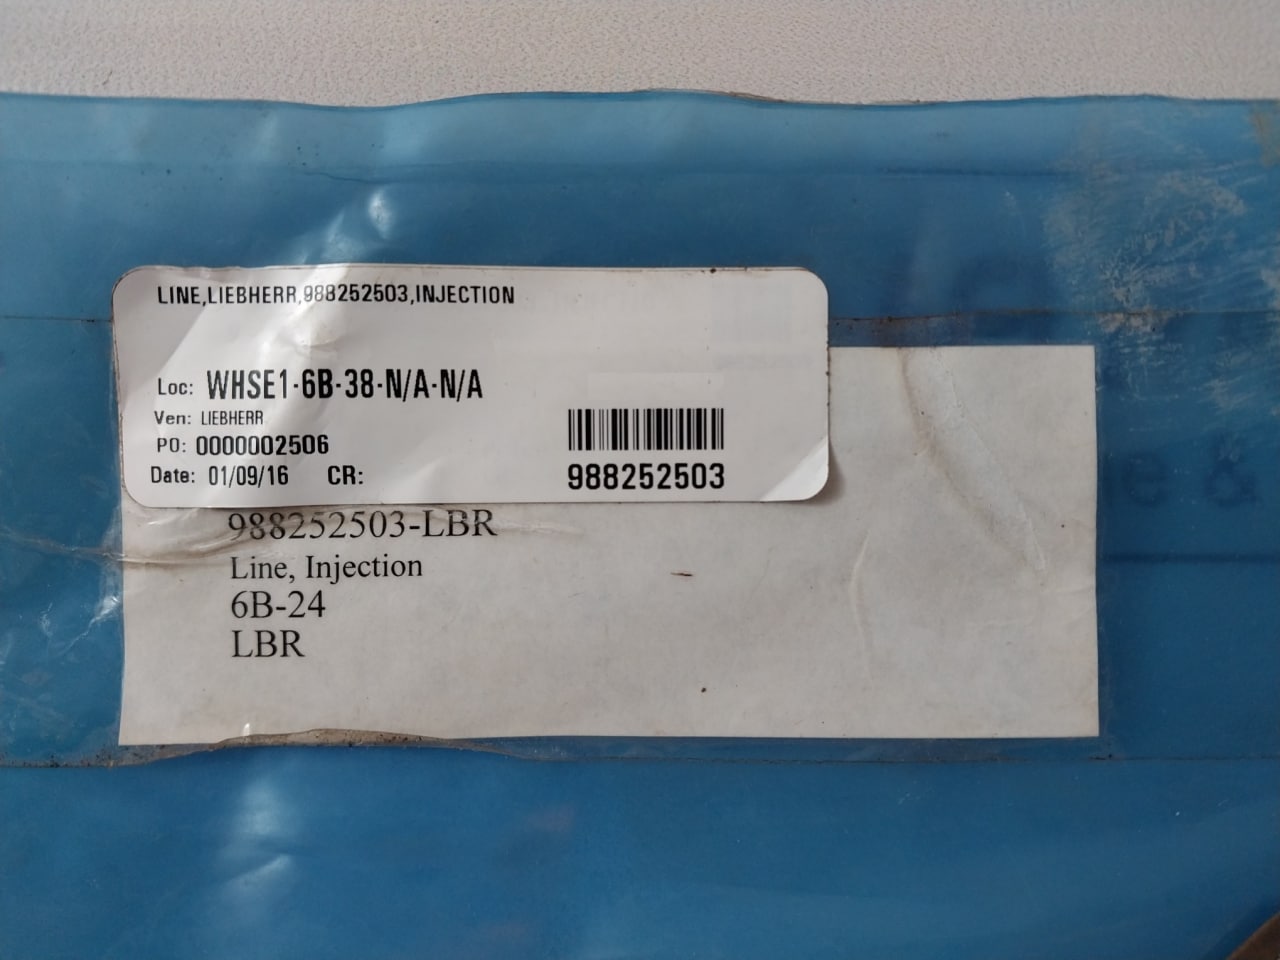 LINE,LIEBHERR,988252503,INJECTION
Loc: WHSE1-6B-38-N/A-N/A
Ven: LIEBHERR
PO: 0000002506
Date: 01/09/16 CR:
988252503
988252503-LBR
Line, Injection
6B-24
LBR
e &